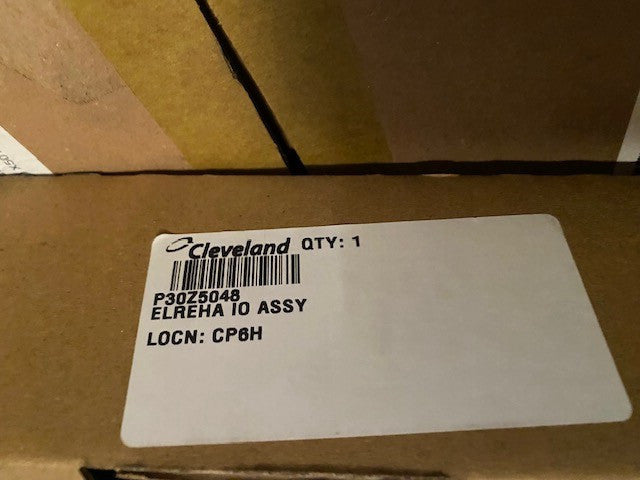 Cleveland QTY: 1
P30Z5048
ELREHA IO ASSY
LOCN: CP6H